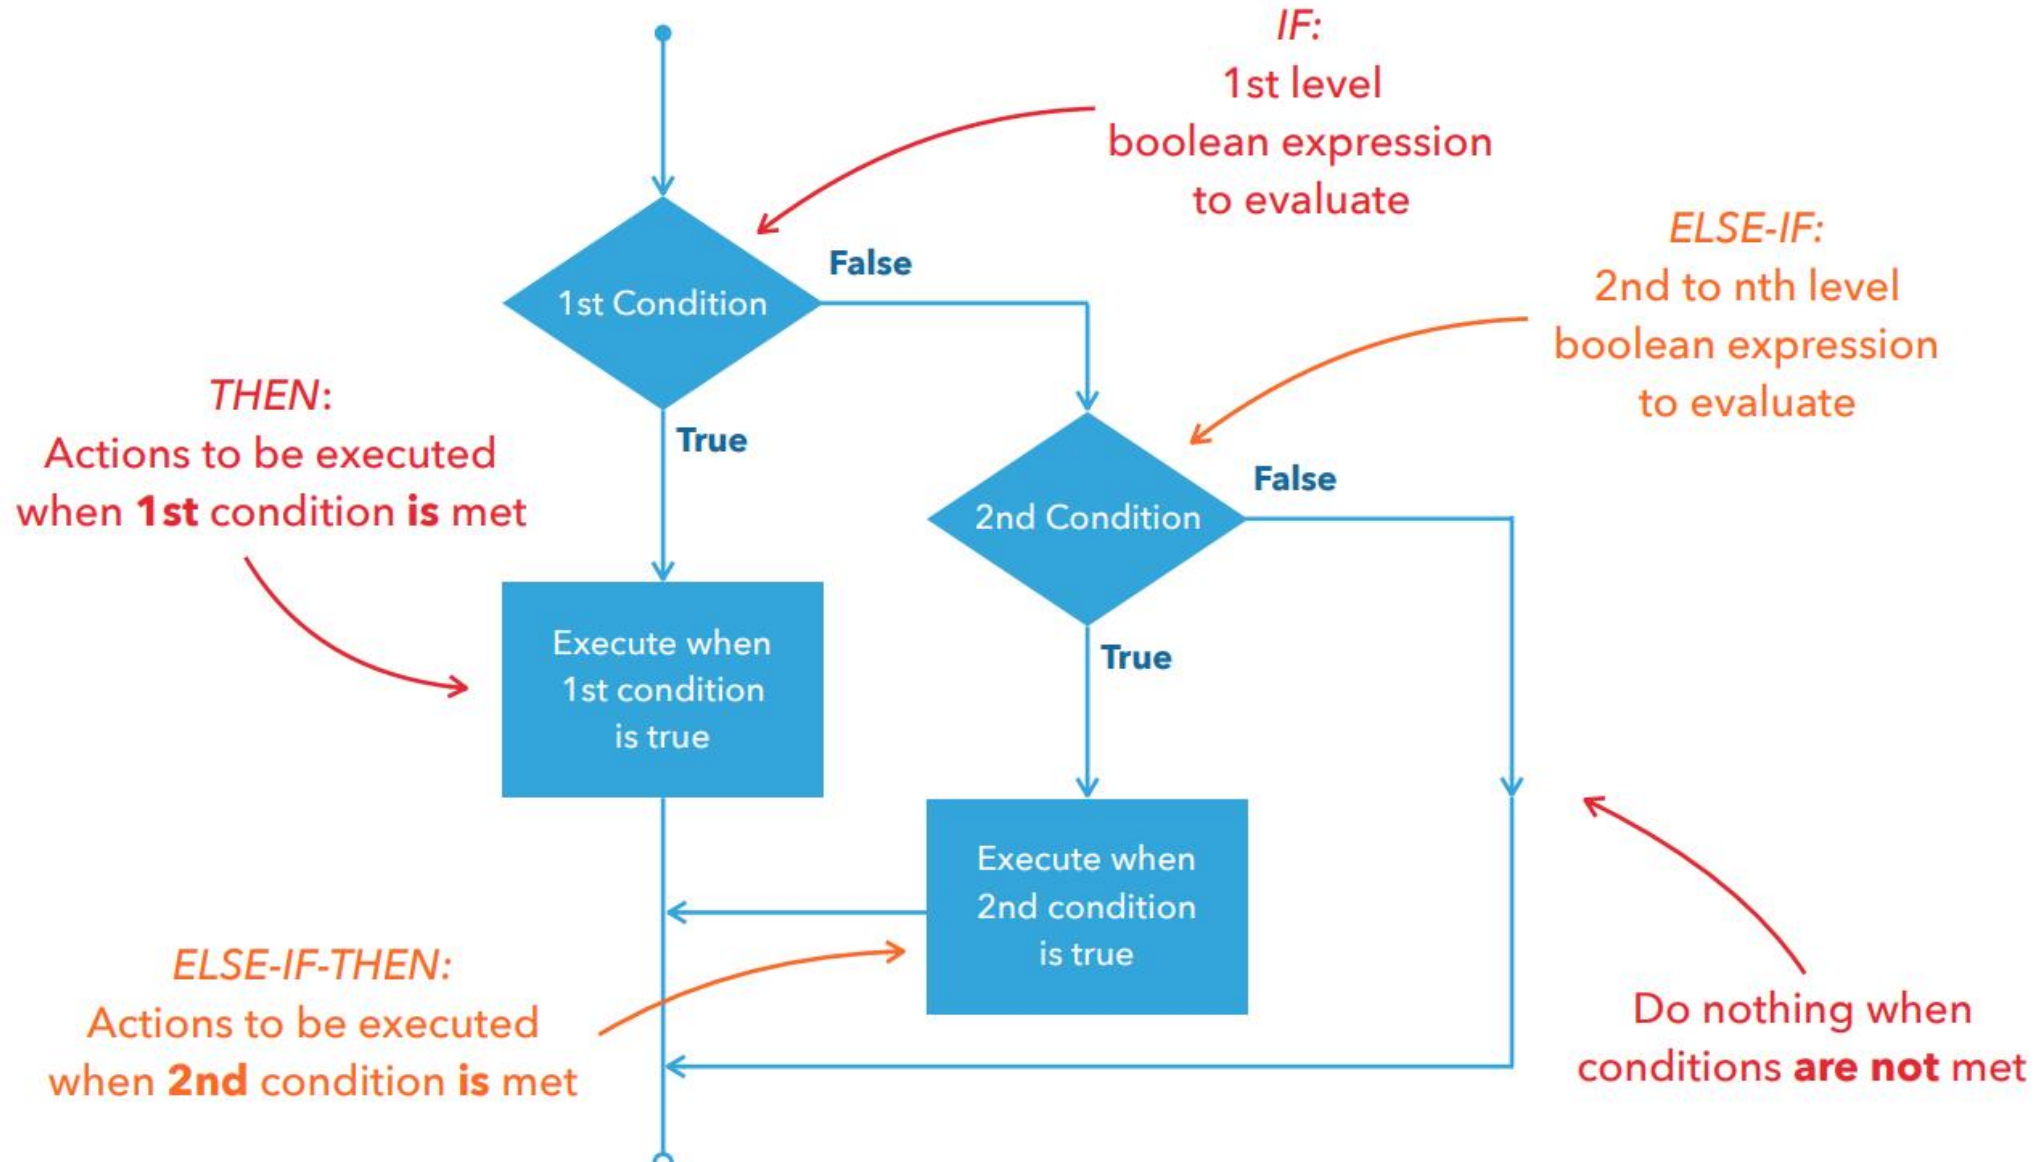 IF:
1st level
boolean expression
to evaluate
False
1st Condition
ELSE-IF:
2nd to nth level
boolean expression
to evaluate
THEN:
Actions to be executed
when 1st condition is met
True
False
2nd Condition
Execute when
1st condition
is true
True
Execute when
2nd condition
is true
ELSE-IF-THEN:
Actions to be executed
when 2nd condition is met
Do nothing when
conditions are not met